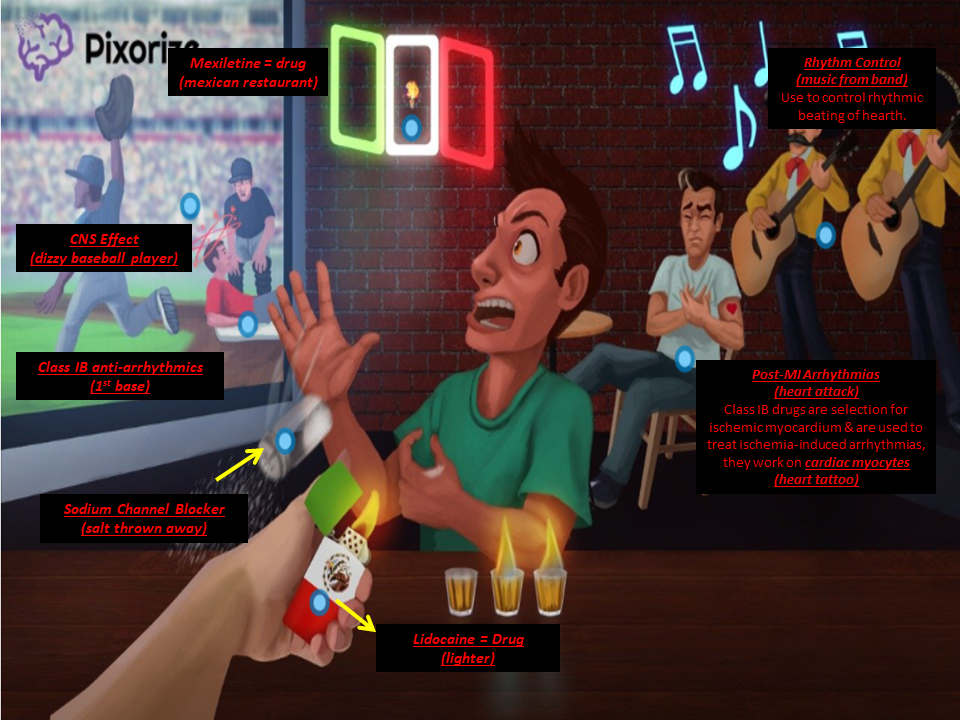 Pixorize
Mexiletine = drug
(mexican restaurant)
Rhythm Control
(music from band)
Use to control rhythmic
beating of hearth.
CNS Effect
(dizzy baseball player)
Class IB anti-arrhythmics
(1st base)
Post-MI Arrhythmias
(heart attack)
Class IB drugs are selection for
ischemic myocardium & are used to
treat ischemia-induced arrhythmias,
they work on cardiac myocytes
(heart tattoo)
Sodium Channel Blocker
(salt thrown away)
Lidocaine = Drug
(lighter)